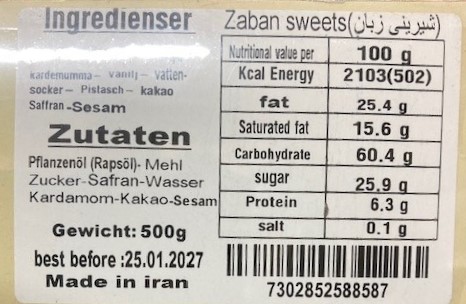 Ingredienser
kardemumma – vanilj – vatten-
socker – Pistasch – kakao
Saffran -Sesam
Zutaten
Pflanzenöl (Rapsöl)- Mehl
Zucker-Safran-Wasser
Kardamom-Kakao-Sesam
Gewicht: 500g
best before :25.01.2027
Made in iran
Zaban sweets(شیرینی زبان)
Nutritional value per 100 g
Kcal Energy 2103(502)
fat 25.4 g
Saturated fat 15.6 g
Carbohydrate 60.4 g
sugar 25.9 g
Protein 6.3 g
salt 0.1 g
7302852588587